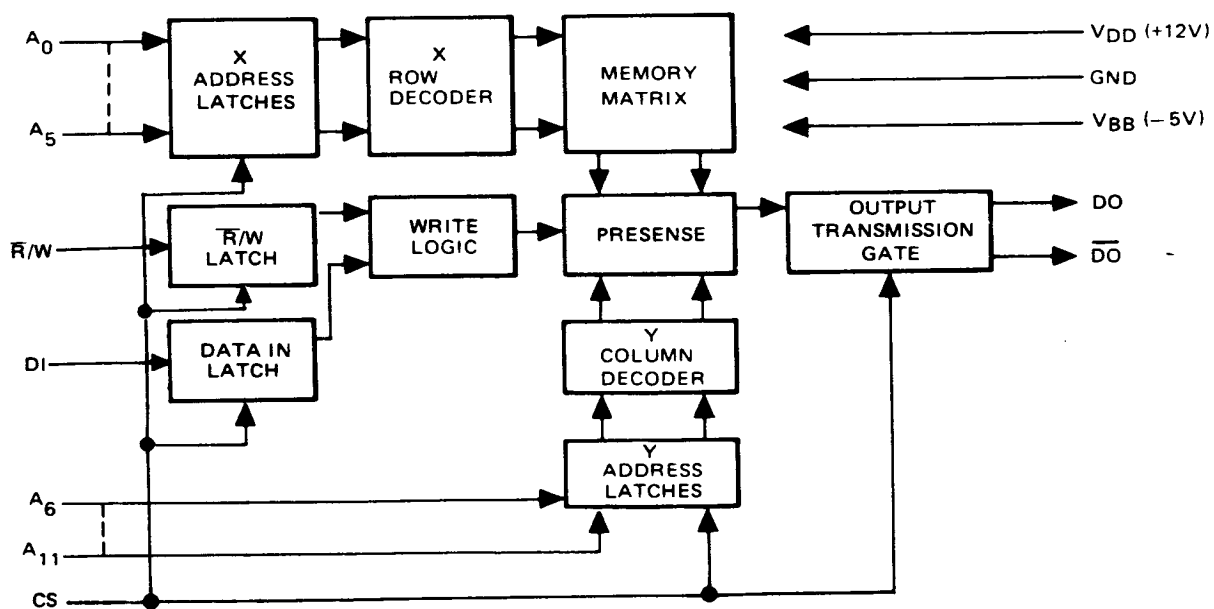 A0
A5
X
ADDRESS
LATCHES
X
ROW
DECODER
MEMORY
MATRIX
VDD (+12V)
GND
VBB (−5V)
R̅/W
R̅/W
LATCH
WRITE
LOGIC
PRESENSE
OUTPUT
TRANSMISSION
GATE
DO
D̅O̅
DI
DATA IN
LATCH
Y
COLUMN
DECODER
Y
ADDRESS
LATCHES
A6
A11
CS